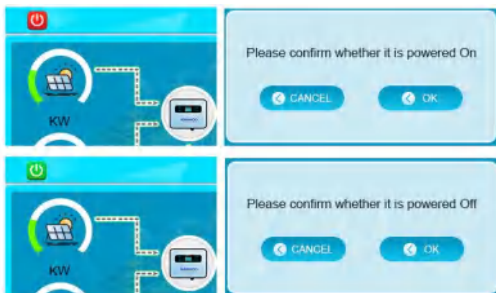 Please confirm whether it is powered On
CANCEL
OK
KW
Please confirm whether it is powered Off
CANCEL
OK
KW